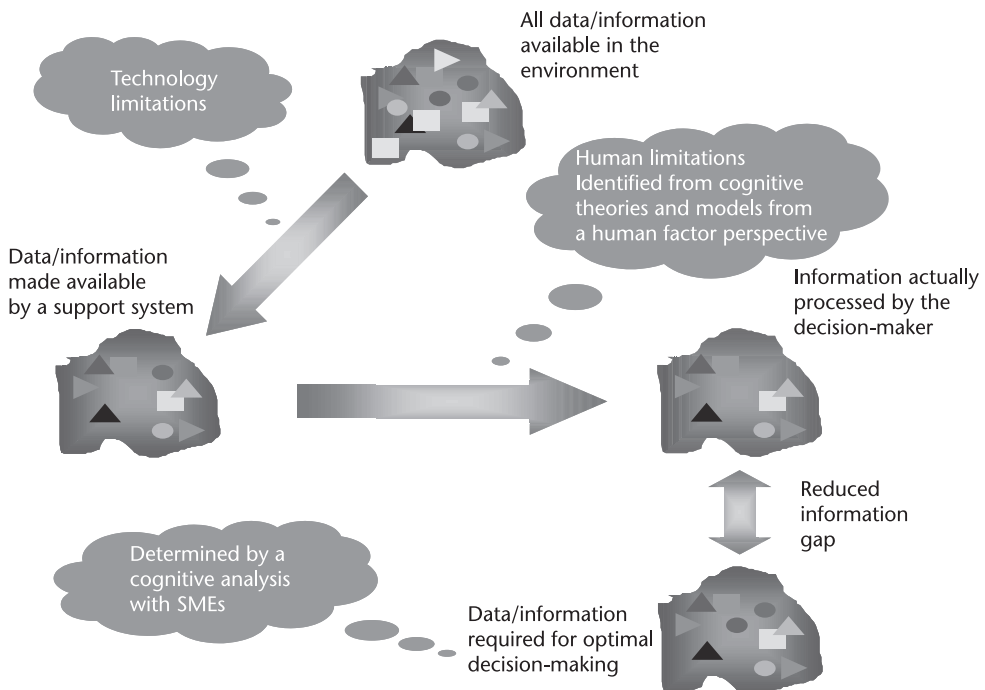 All data/information
available in the
environment
Technology
limitations
Human limitations
Identified from cognitive
theories and models from
a human factor perspective
Data/information
made available
by a support system
Information actually
processed by the
decision-maker
Reduced
information
gap
Determined by a
cognitive analysis
with SMEs
Data/information
required for optimal
decision-making